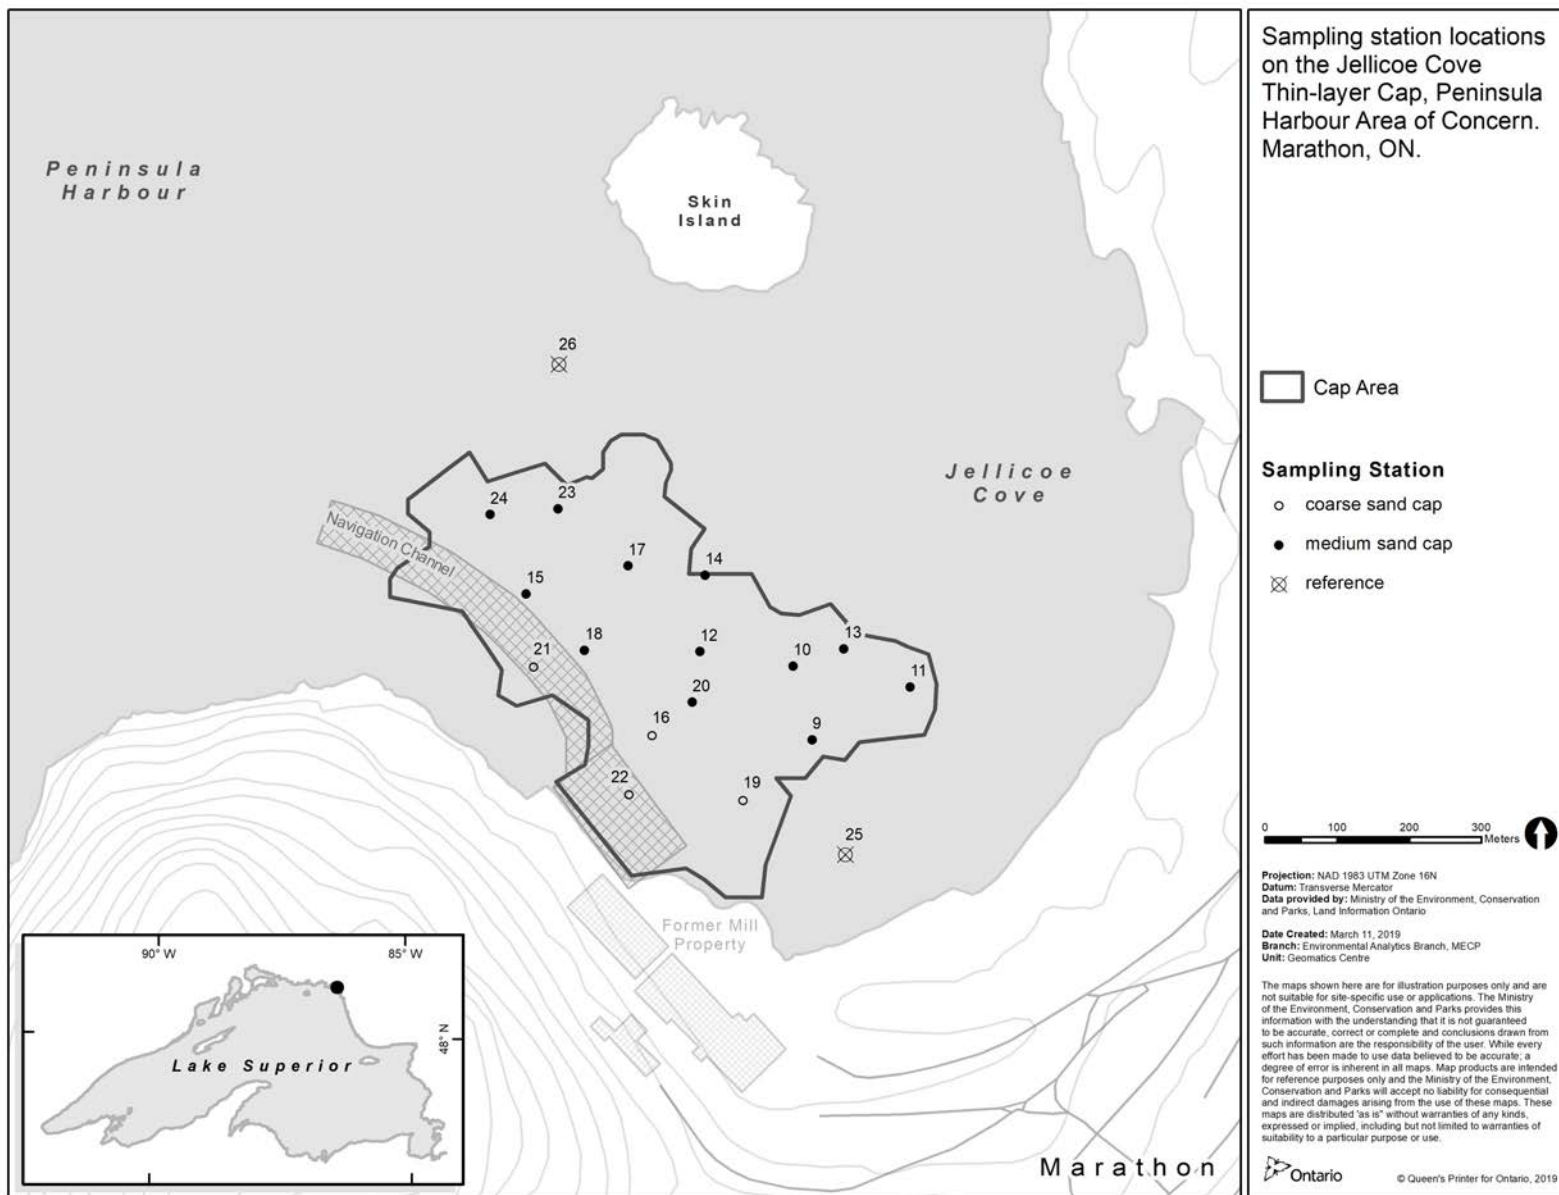 Sampling station locations
on the Jellicoe Cove
Thin-layer Cap, Peninsula
Harbour Area of Concern.
Marathon, ON.
Peninsula
Harbour
Skin
Island
26
Jellicoe
Cove
24
23
Navigation Channel
17
14
15
18
12
13
10
21
11
20
16
9
22
19
25
Former Mill
Property
90° W
85° W
48° N
Lake Superior
Marathon
Cap Area
Sampling Station
coarse sand cap
medium sand cap
reference
0 100 200 300
Meters
Projection: NAD 1983 UTM Zone 16N
Datum: Transverse Mercator
Data provided by: Ministry of the Environment, Conservation
and Parks, Land Information Ontario
Date Created: March 11, 2019
Branch: Environmental Analytics Branch, MECP
Unit: Geomatics Centre
The maps shown here are for illustration purposes only and are
not suitable for site-specific use or applications. The Ministry
of the Environment, Conservation and Parks provides this
information with the understanding that it is not guaranteed
to be accurate, correct or complete and conclusions drawn from
such information are the responsibility of the user. While every
effort has been made to use data believed to be accurate; a
degree of error is inherent in all maps. Map products are intended
for reference purposes only and the Ministry of the Environment,
Conservation and Parks will accept no liability for consequential
and indirect damages arising from the use of these maps. These
maps are distributed 'as is" without warranties of any kinds,
expressed or implied, including but not limited to warranties of
suitability to a particular purpose or use.
Ontario
© Queen's Printer for Ontario, 2019